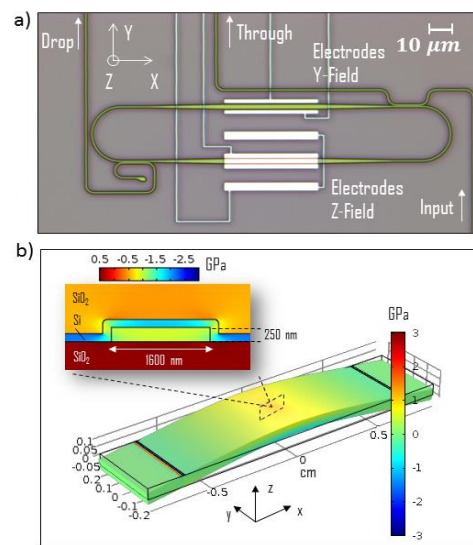 a)
Drop
Y
Z
X
Through
Electrodes
Y-Field
10 μm
Electrodes
Z-Field
Input
b)
0.5 -0.5 -1.5 -2.5 GPa
SiO₂
Si
SiO₂
250 nm
1600 nm
GPa
3
2
1
0
-1
-2
-3
0.1
0.05
0
-0.05
0.2
0.1
0
-0.1
-0.2
-0.5
0
0.5
cm
z
y
x